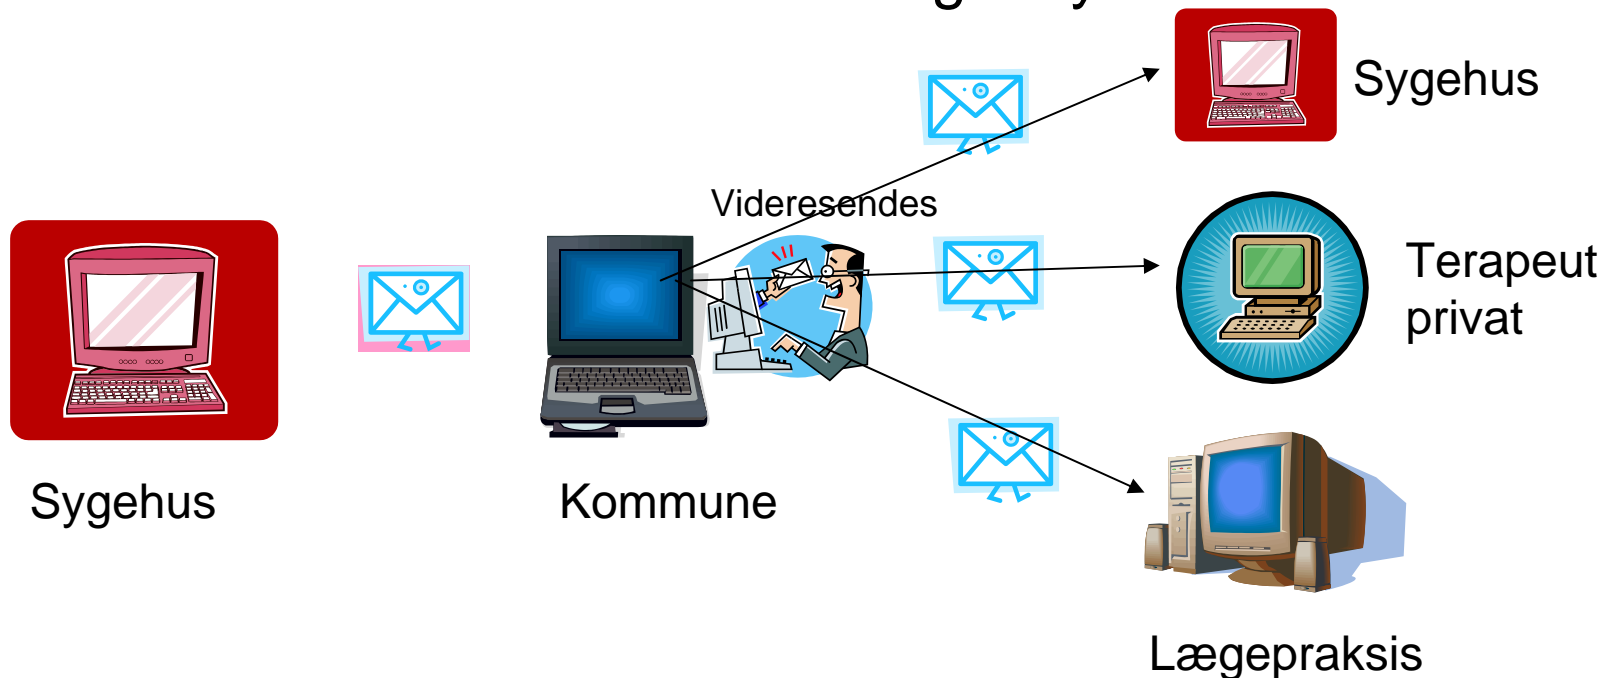 Sygehus
Videresendes
Terapeut
privat
Sygehus
Kommune
Lægepraksis